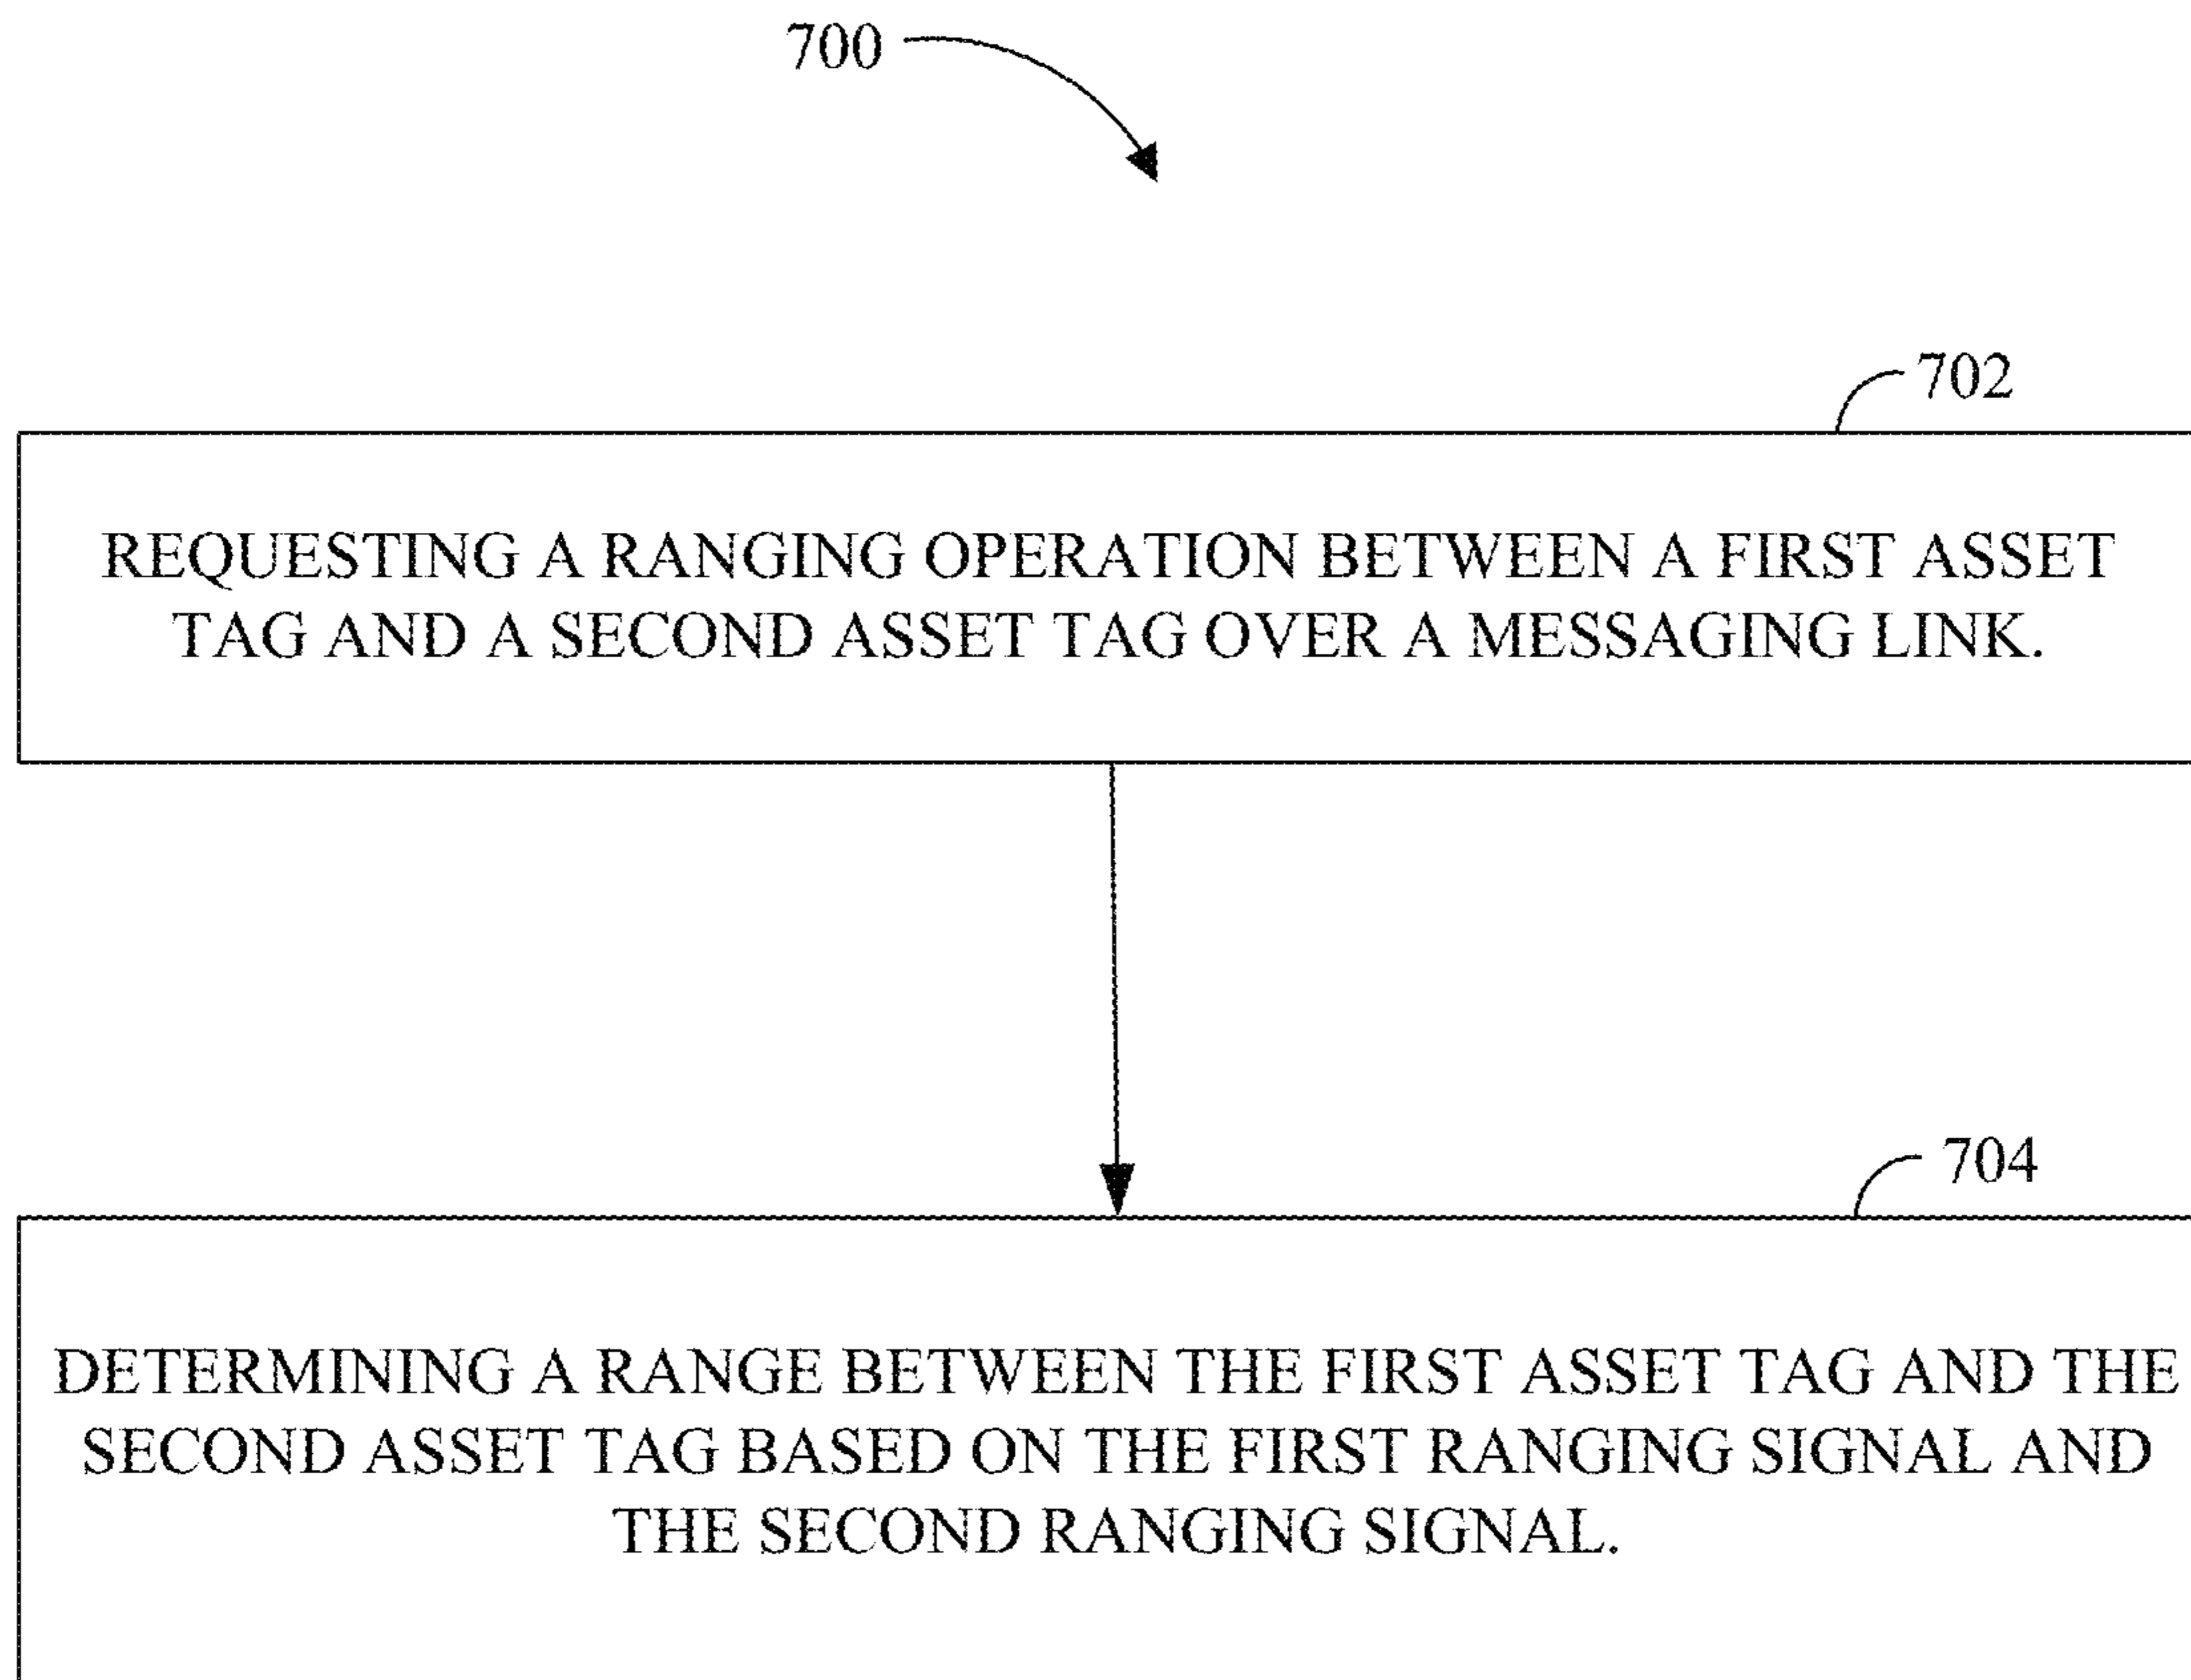 700
702
REQUESTING A RANGING OPERATION BETWEEN A FIRST ASSET
TAG AND A SECOND ASSET TAG OVER A MESSAGING LINK.
704
DETERMINING A RANGE BETWEEN THE FIRST ASSET TAG AND THE
SECOND ASSET TAG BASED ON THE FIRST RANGING SIGNAL AND
THE SECOND RANGING SIGNAL.